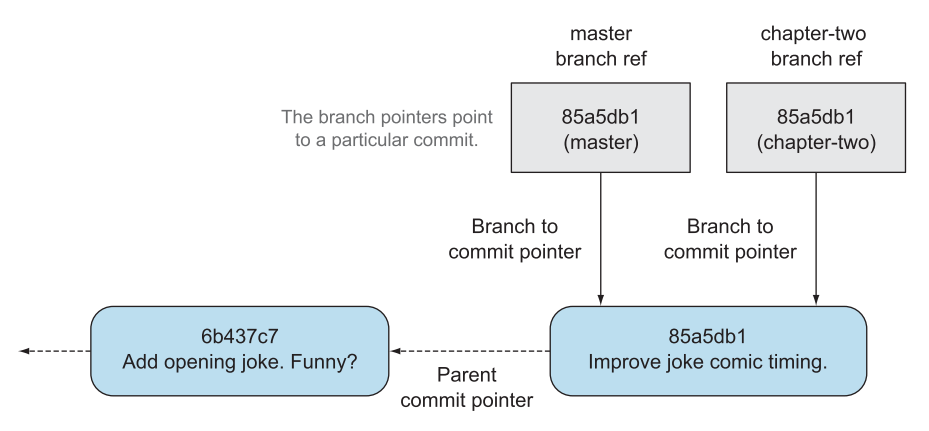 master
branch ref
chapter-two
branch ref
The branch pointers point
to a particular commit.
85a5db1
(master)
85a5db1
(chapter-two)
Branch to
commit pointer
Branch to
commit pointer
6b437c7
Add opening joke. Funny?
Parent
commit pointer
85a5db1
Improve joke comic timing.